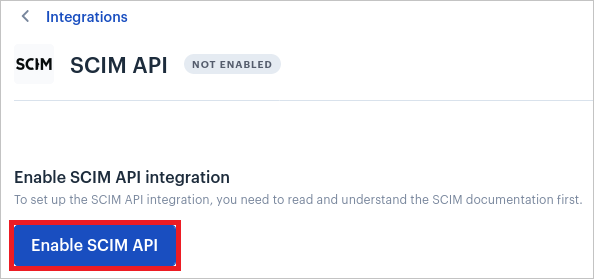 Integrations
SCIM
SCIM API
NOT ENABLED
Enable SCIM API integration
To set up the SCIM API integration, you need to read and understand the SCIM documentation first.
Enable SCIM API